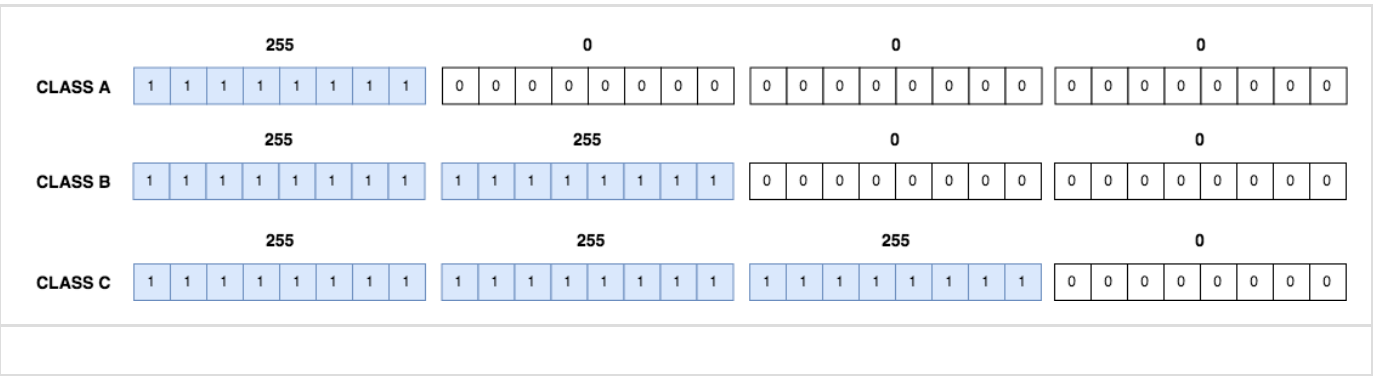 255 0 0 0
CLASS A 1 1 1 1 1 1 1 1 0 0 0 0 0 0 0 0 0 0 0 0 0 0 0 0 0 0 0 0 0 0 0 0
255 255 0 0
CLASS B 1 1 1 1 1 1 1 1 1 1 1 1 1 1 1 1 0 0 0 0 0 0 0 0 0 0 0 0 0 0 0 0
255 255 255 0
CLASS C 1 1 1 1 1 1 1 1 1 1 1 1 1 1 1 1 1 1 1 1 1 1 1 1 0 0 0 0 0 0 0 0